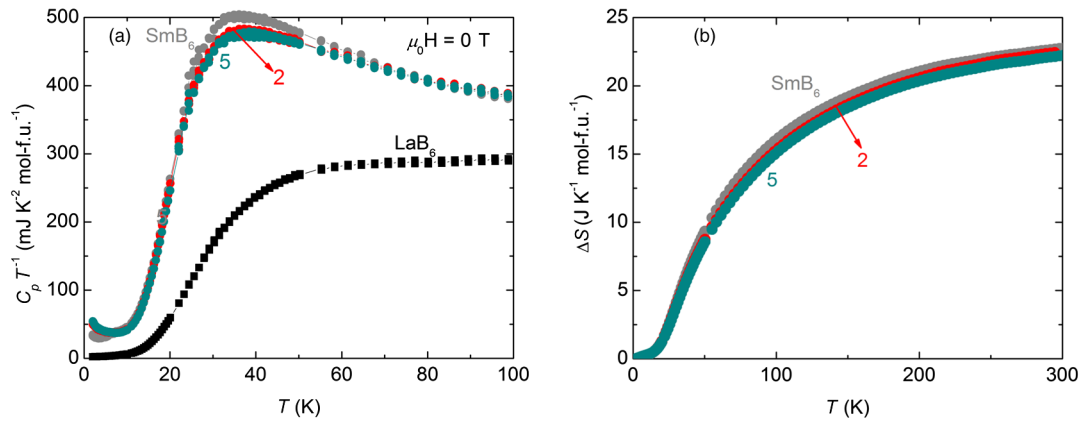 (a)
SmB6
μ0H = 0 T
5
2
LaB6
500
400
300
200
100
0
0 20 40 60 80 100
T (K)
Cp T-1 (mJ K-2 mol-f.u.-1)
(b)
SmB6
2
5
25
20
15
10
5
0
0 100 200 300
T (K)
ΔS (J K-1 mol-f.u.-1)